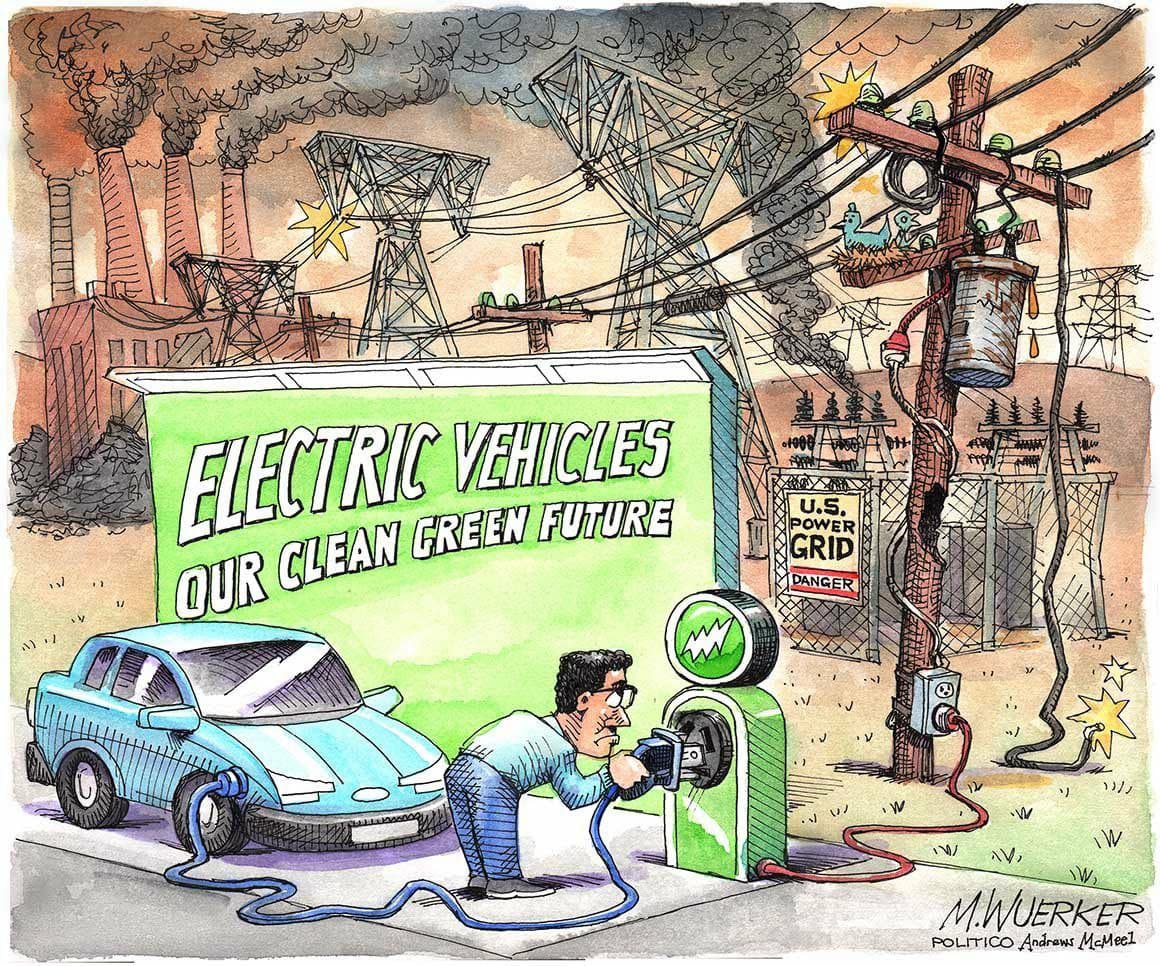 ELECTRIC VEHICLES
OUR CLEAN GREEN FUTURE
U.S.
POWER
GRID
DANGER
M.WUERKER
POLITICO Andrews McMeel